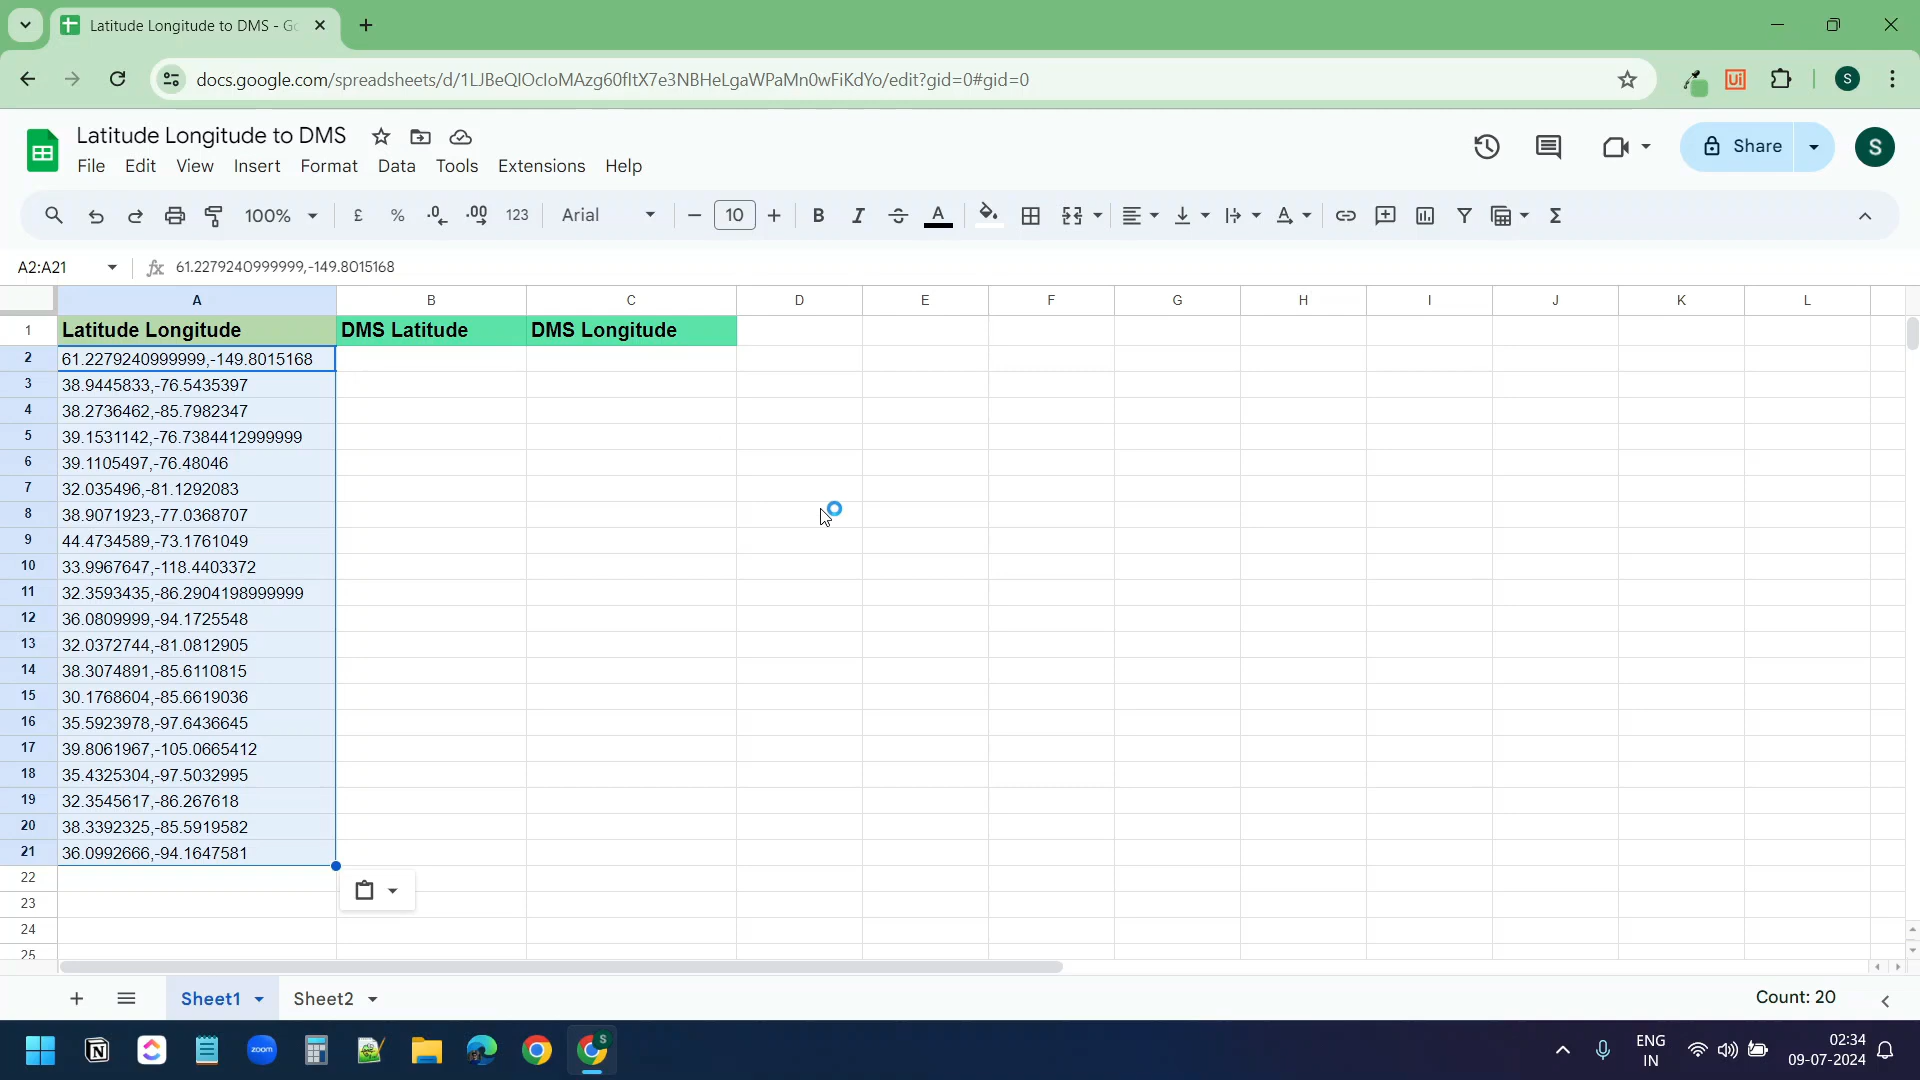 Latitude Longitude to DMS - Go
docs.google.com/spreadsheets/d/1LJBeQIOcIoMAzg60fItX7e3NBHeLgaWPaMn0wFiKdYo/edit?gid=0#gid=0
S
Latitude Longitude to DMS
File Edit View Insert Format Data Tools Extensions Help
Share
S
100% £ % .0 .00 123 Arial 10 B I A
A2:A21 fx 61.2279240999999,-149.8015168
A B C D E F G H I J K L
1 Latitude Longitude DMS Latitude DMS Longitude
2 61.2279240999999,-149.8015168
3 38.9445833,-76.5435397
4 38.2736462,-85.7982347
5 39.1531142,-76.7384412999999
6 39.1105497,-76.48046
7 32.035496,-81.1292083
8 38.9071923,-77.0368707
9 44.4734589,-73.1761049
10 33.9967647,-118.4403372
11 32.3593435,-86.2904198999999
12 36.0809999,-94.1725548
13 32.0372744,-81.0812905
14 38.3074891,-85.6110815
15 30.1768604,-85.6619036
16 35.5923978,-97.6436645
17 39.8061967,-105.0665412
18 35.4325304,-97.5032995
19 32.3545617,-86.267618
20 38.3392325,-85.5919582
21 36.0992666,-94.1647581
22
23
24
25
Sheet1 Sheet2 Count: 20
zoom
S
ENG
IN
02:34
09-07-2024